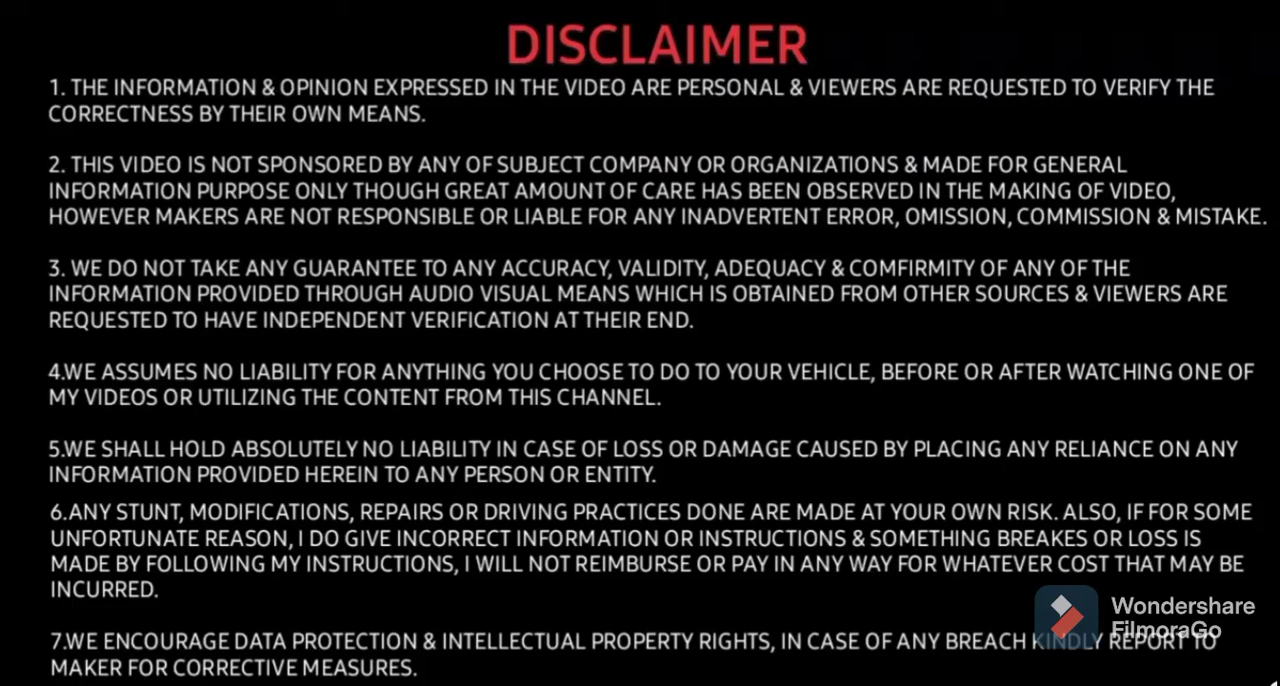 DISCLAIMER
1. THE INFORMATION & OPINION EXPRESSED IN THE VIDEO ARE PERSONAL & VIEWERS ARE REQUESTED TO VERIFY THE
CORRECTNESS BY THEIR OWN MEANS.
2. THIS VIDEO IS NOT SPONSORED BY ANY OF SUBJECT COMPANY OR ORGANIZATIONS & MADE FOR GENERAL
INFORMATION PURPOSE ONLY THOUGH GREAT AMOUNT OF CARE HAS BEEN OBSERVED IN THE MAKING OF VIDEO,
HOWEVER MAKERS ARE NOT RESPONSIBLE OR LIABLE FOR ANY INADVERTENT ERROR, OMISSION, COMMISSION & MISTAKE.
3. WE DO NOT TAKE ANY GUARANTEE TO ANY ACCURACY, VALIDITY, ADEQUACY & COMFIRMITY OF ANY OF THE
INFORMATION PROVIDED THROUGH AUDIO VISUAL MEANS WHICH IS OBTAINED FROM OTHER SOURCES & VIEWERS ARE
REQUESTED TO HAVE INDEPENDENT VERIFICATION AT THEIR END.
4.WE ASSUMES NO LIABILITY FOR ANYTHING YOU CHOOSE TO DO TO YOUR VEHICLE, BEFORE OR AFTER WATCHING ONE OF
MY VIDEOS OR UTILIZING THE CONTENT FROM THIS CHANNEL.
5.WE SHALL HOLD ABSOLUTELY NO LIABILITY IN CASE OF LOSS OR DAMAGE CAUSED BY PLACING ANY RELIANCE ON ANY
INFORMATION PROVIDED HEREIN TO ANY PERSON OR ENTITY.
6.ANY STUNT, MODIFICATIONS, REPAIRS OR DRIVING PRACTICES DONE ARE MADE AT YOUR OWN RISK. ALSO, IF FOR SOME
UNFORTUNATE REASON, I DO GIVE INCORRECT INFORMATION OR INSTRUCTIONS & SOMETHING BREAKES OR LOSS IS
MADE BY FOLLOWING MY INSTRUCTIONS, I WILL NOT REIMBURSE OR PAY IN ANY WAY FOR WHATEVER COST THAT MAY BE
INCURRED.
7.WE ENCOURAGE DATA PROTECTION & INTELLECTUAL PROPERTY RIGHTS, IN CASE OF ANY BREACH KINDLY REPORT TO
MAKER FOR CORRECTIVE MEASURES.
Wondershare
FilmoraGo